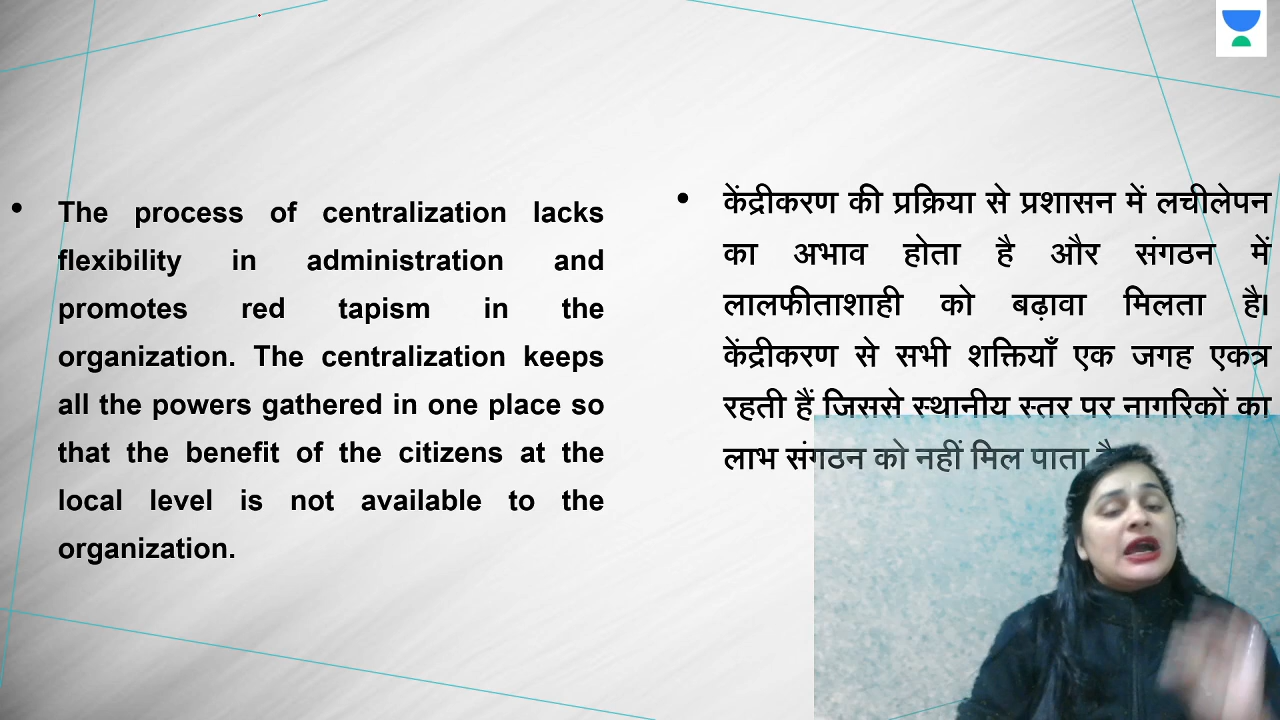 The process of centralization lacks
flexibility in administration and
promotes red tapism in the
organization. The centralization keeps
all the powers gathered in one place so
that the benefit of the citizens at the
local level is not available to the
organization.
केंद्रीकरण की प्रक्रिया से प्रशासन में लचीलेपन
का अभाव होता है और संगठन में
लालफीताशाही को बढ़ावा मिलता है।
केंद्रीकरण से सभी शक्तियाँ एक जगह एकत्र
रहती हैं जिससे स्थानीय स्तर पर नागरिकों का
लाभ संगठन को नहीं मिल पाता